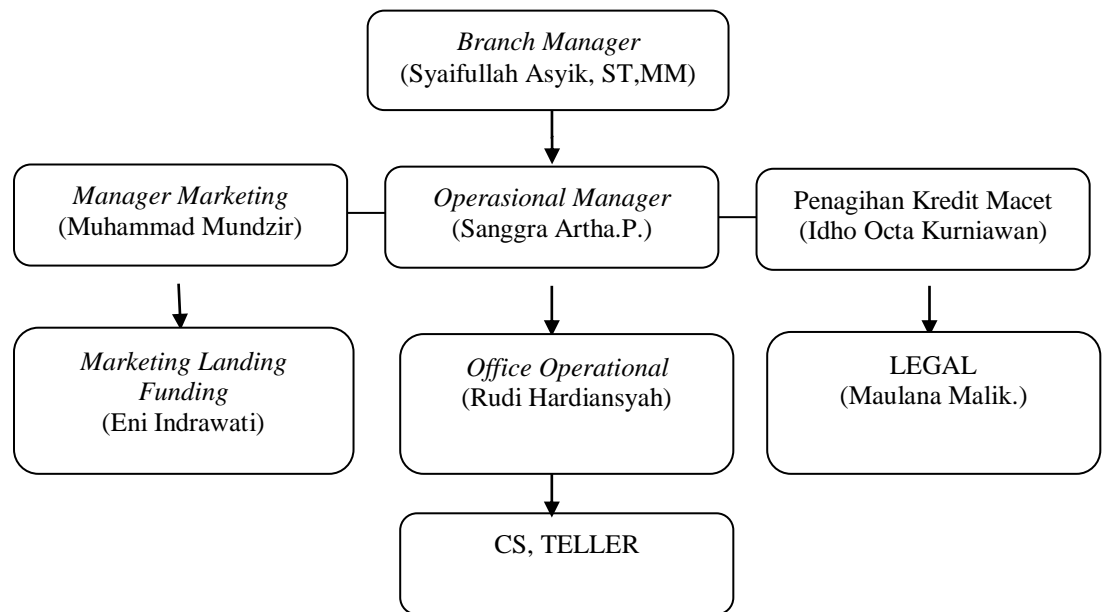 Branch Manager
(Syaifullah Asyik, ST,MM)
Manager Marketing
(Muhammad Mundzir)
Operasional Manager
(Sanggra Artha.P.)
Penagihan Kredit Macet
(Idho Octa Kurniawan)
Marketing Landing
Funding
(Eni Indrawati)
Office Operational
(Rudi Hardiansyah)
LEGAL
(Maulana Malik.)
CS, TELLER